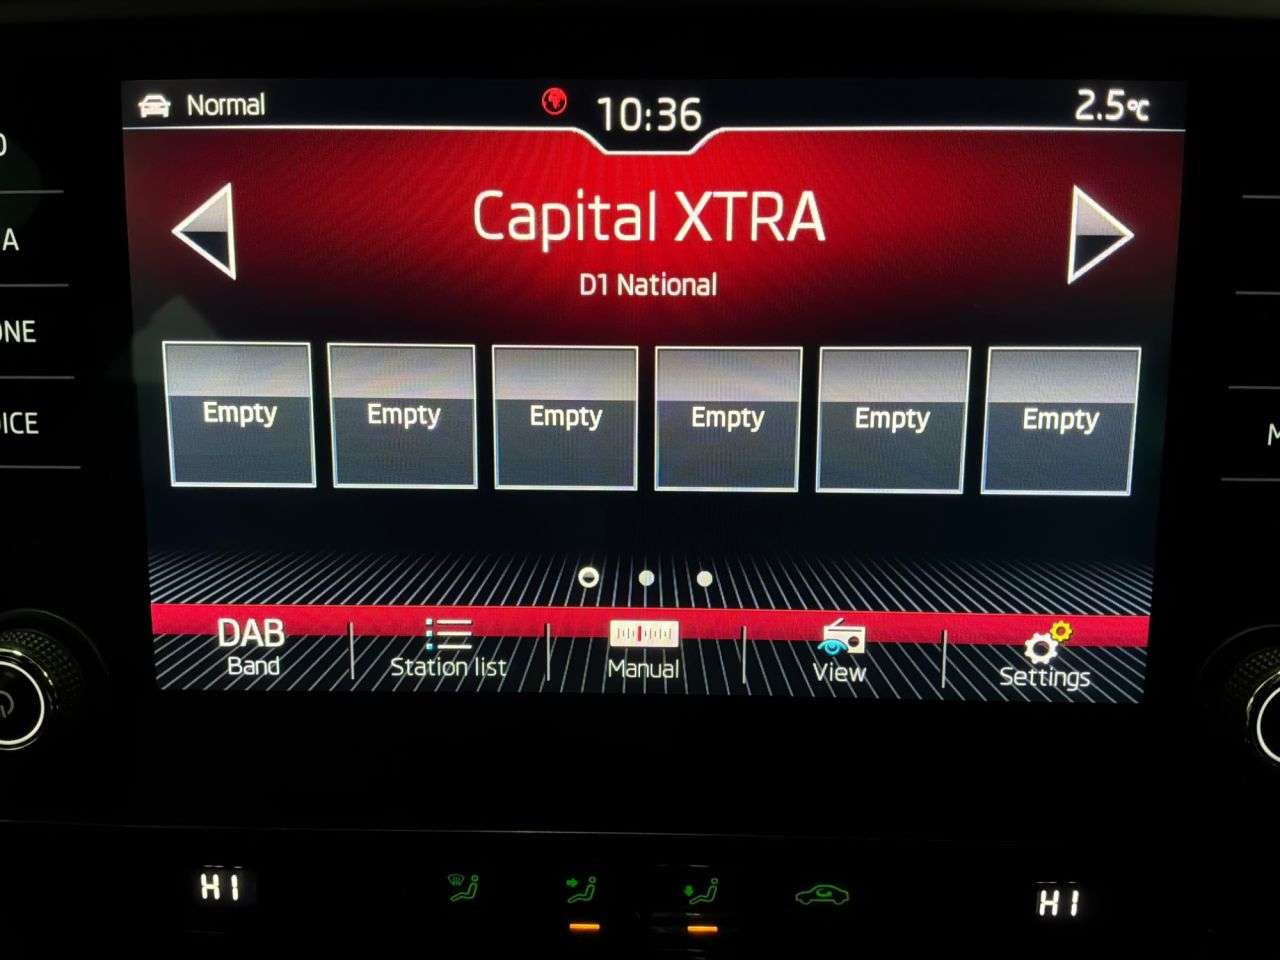 Normal
10:36
2.5°C
Capital XTRA
D1 National
Empty
Empty
Empty
Empty
Empty
Empty
DAB
Band
Station list
Manual
View
Settings
HI
HI